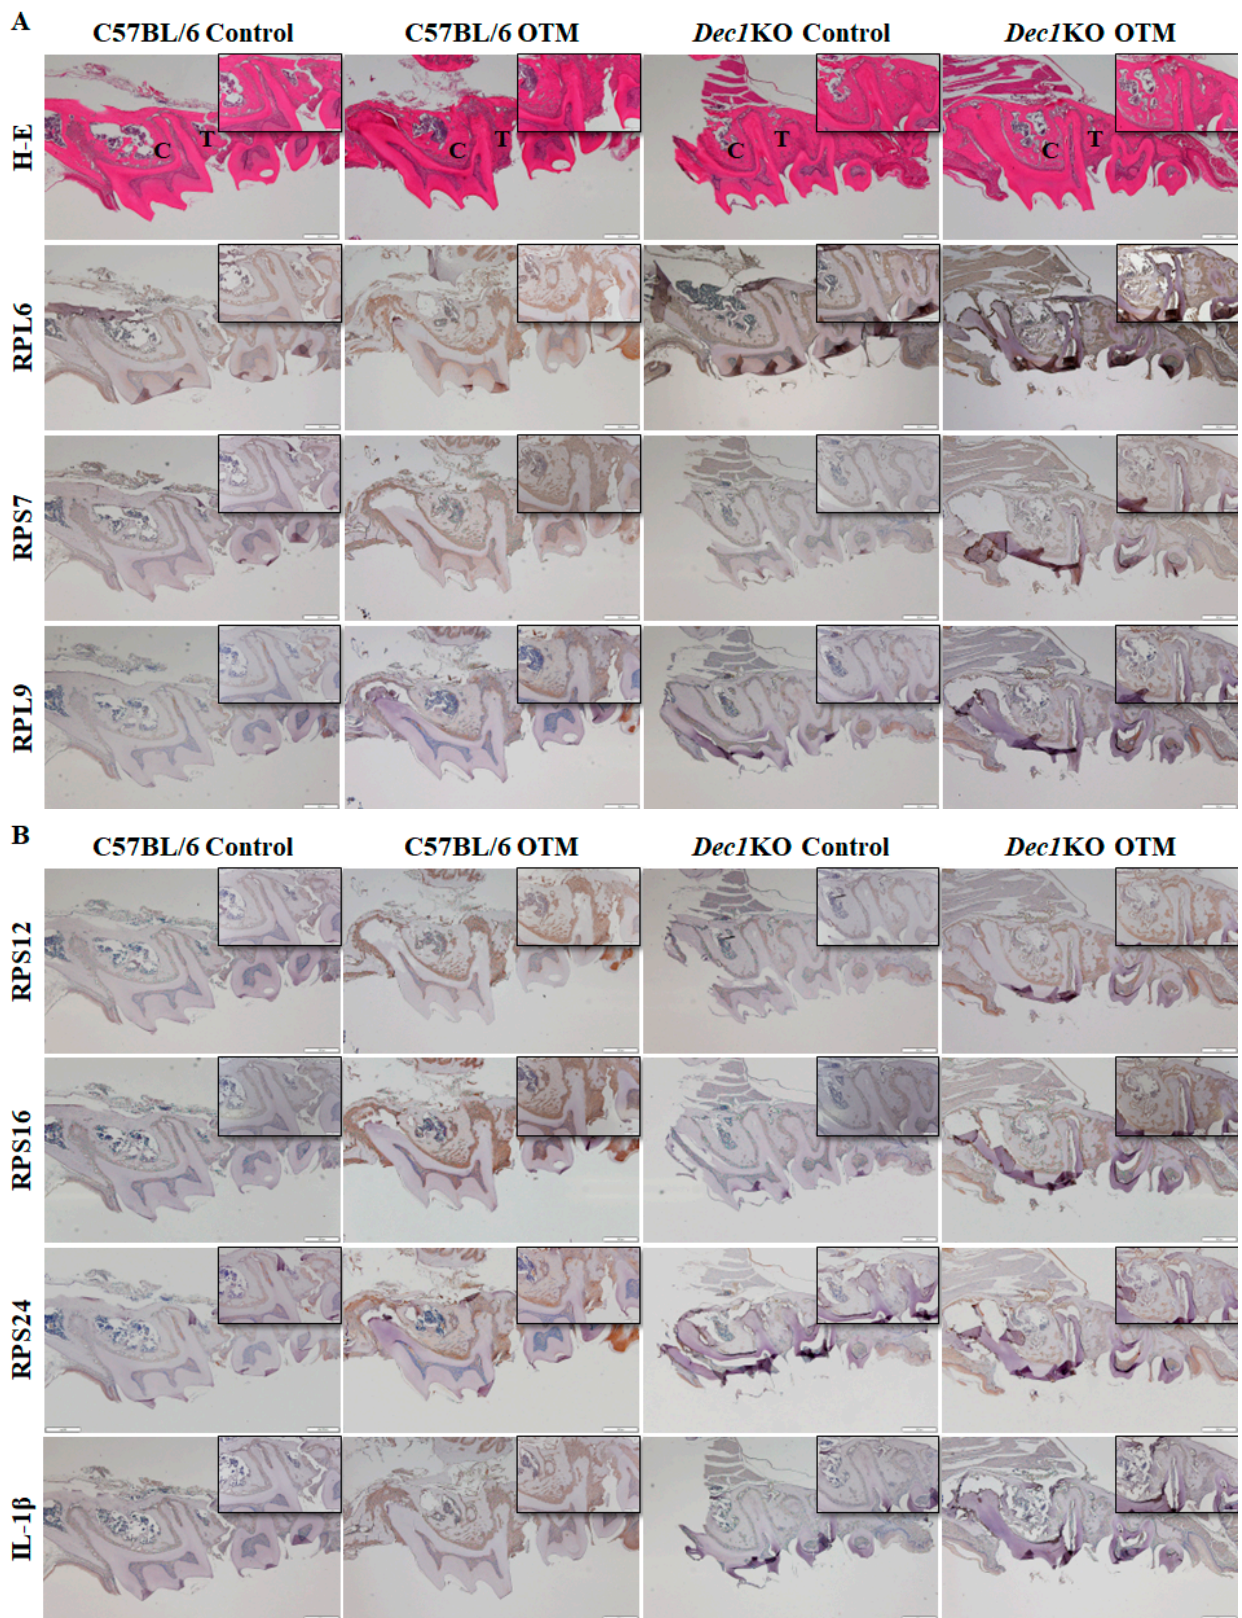 A
C57BL/6 Control C57BL/6 OTM Dec1KO Control Dec1KO OTM
H-E
C T C T C T C T
RPL6
RPS7
RPL9
B
C57BL/6 Control C57BL/6 OTM Dec1KO Control Dec1KO OTM
RPS12
RPS16
RPS24
IL-1β